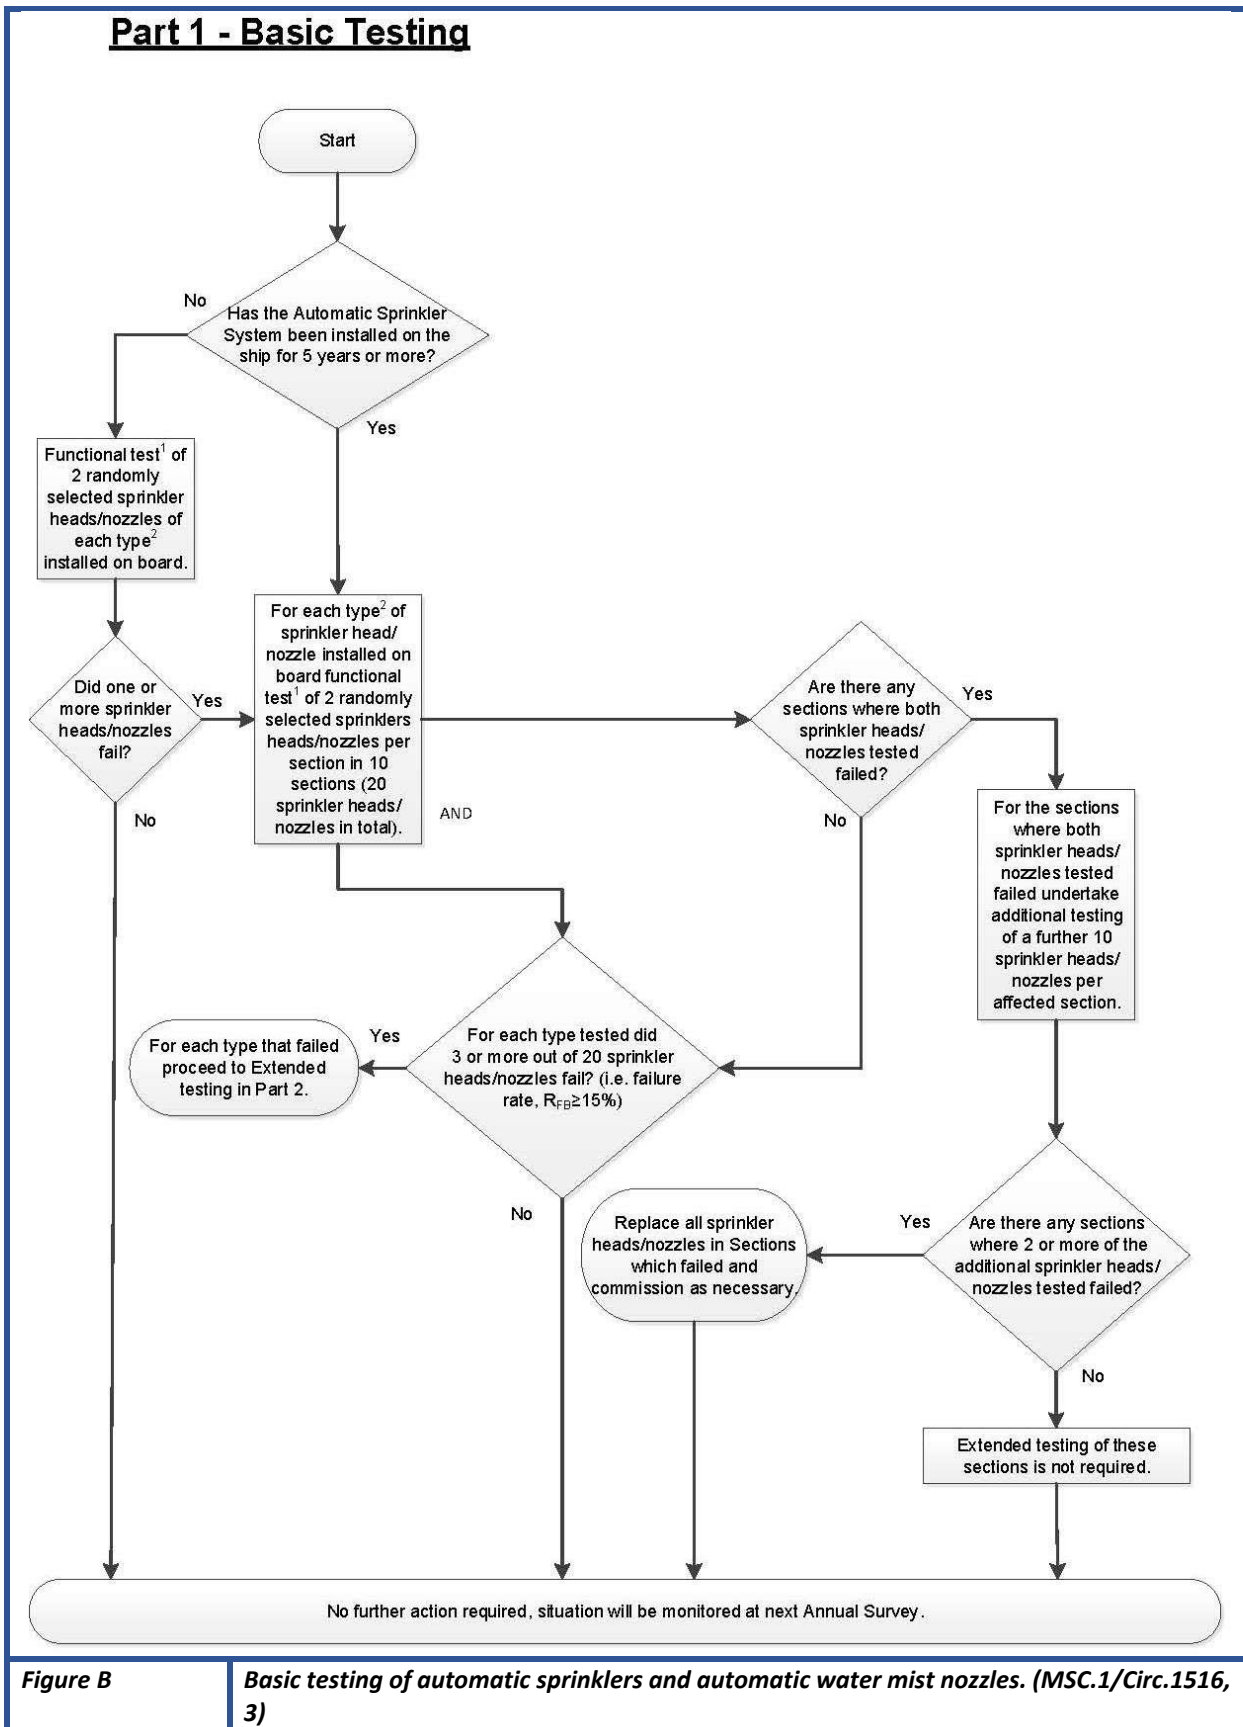 Part 1 - Basic Testing
Start
No
Has the Automatic Sprinkler
System been installed on the
ship for 5 years or more?
Yes
Functional test¹ of
2 randomly
selected sprinkler
heads/nozzles of
each type²
installed on board.
For each type² of
sprinkler head/
nozzle installed on
board functional
test¹ of 2 randomly
selected sprinklers
heads/nozzles per
section in 10
sections (20
sprinkler heads/
nozzles in total).
AND
Did one or
more sprinkler
heads/nozzles
fail?
Yes
No
Are there any
sections where both
sprinkler heads/
nozzles tested
failed?
Yes
No
For the sections
where both
sprinkler heads/
nozzles tested
failed undertake
additional testing
of a further 10
sprinkler heads/
nozzles per
affected section.
For each type that failed
proceed to Extended
testing in Part 2.
Yes
For each type tested did
3 or more out of 20 sprinkler
heads/nozzles fail? (i.e. failure
rate, RFB≥15%)
No
Replace all sprinkler
heads/nozzles in Sections
which failed and
commission as necessary.
Yes
Are there any sections
where 2 or more of the
additional sprinkler heads/
nozzles tested failed?
No
Extended testing of these
sections is not required.
No further action required, situation will be monitored at next Annual Survey.
Figure B
Basic testing of automatic sprinklers and automatic water mist nozzles. (MSC.1/Circ.1516,
3)